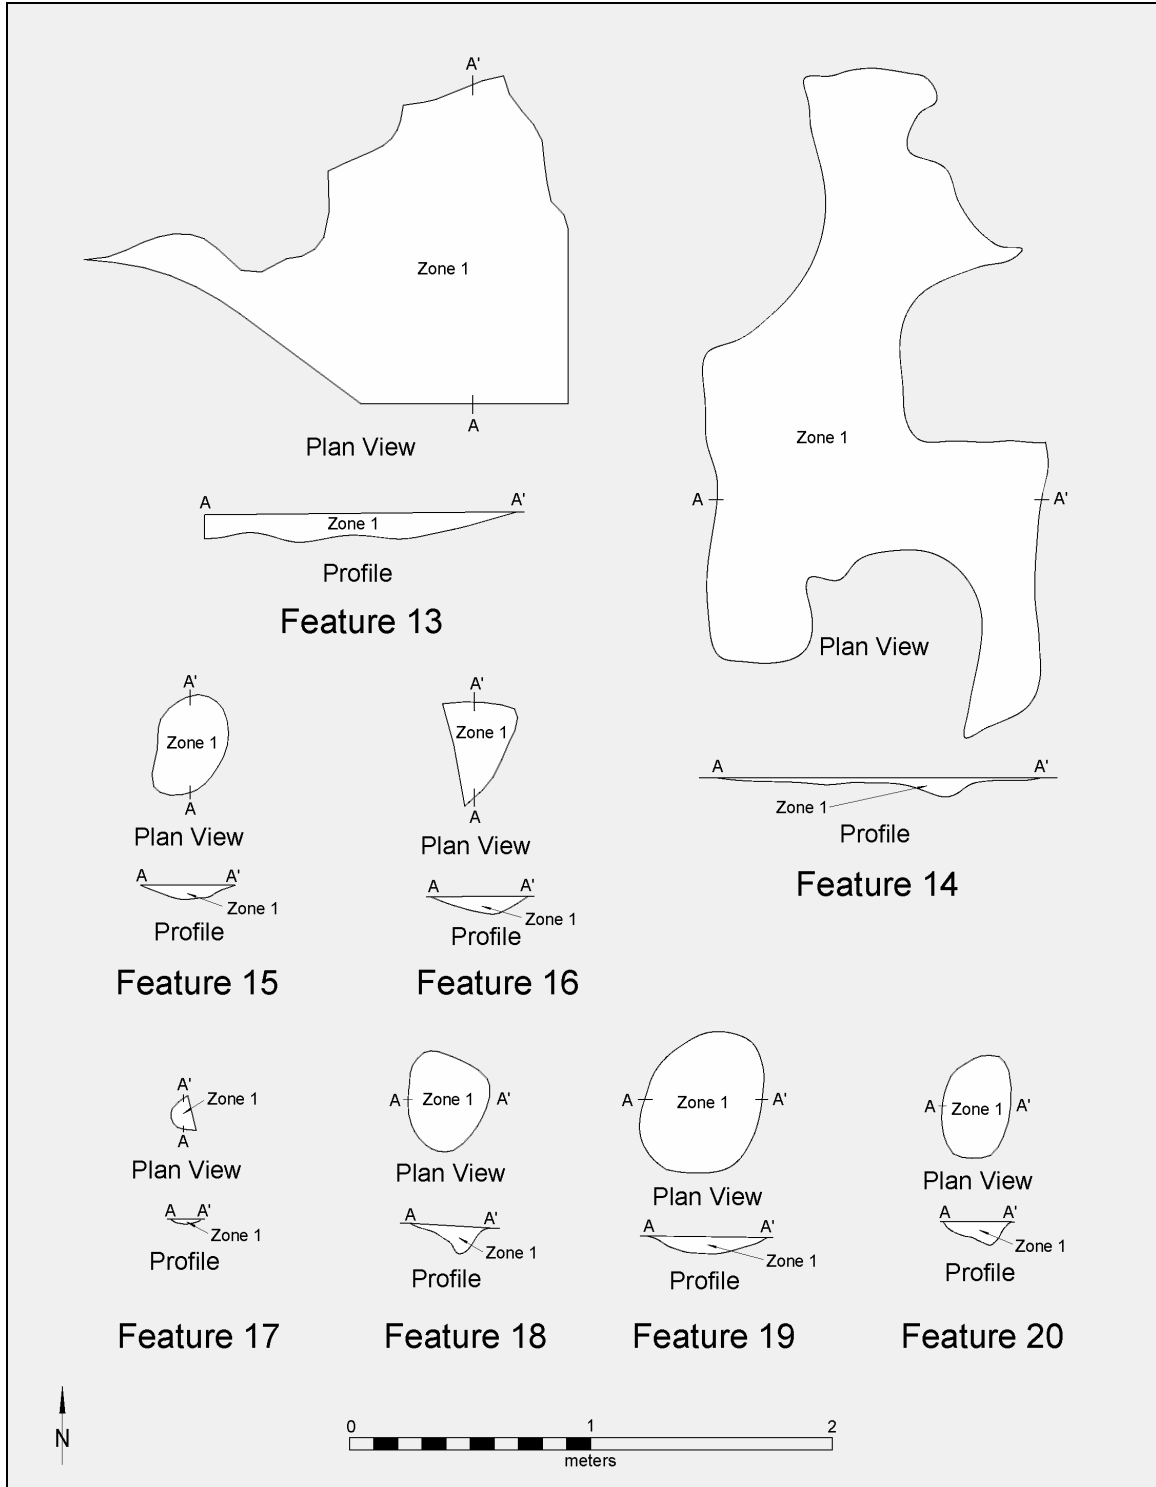 A'
Zone 1
A
Plan View
A A'
Zone 1
Profile
Feature 13
Zone 1
A A'
Plan View
A A'
Zone 1
Profile
Feature 14
A'
Zone 1
A
Plan View
A A'
Zone 1
Profile
Feature 15
A'
Zone 1
A
Plan View
A A'
Zone 1
Profile
Feature 16
A'
Zone 1
A
Plan View
A A'
Zone 1
Profile
Feature 17
A Zone 1 A'
Plan View
A A'
Zone 1
Profile
Feature 18
A Zone 1 A'
Plan View
A A'
Zone 1
Profile
Feature 19
A Zone 1 A'
Plan View
A A'
Zone 1
Profile
Feature 20
N
0 1 2
meters